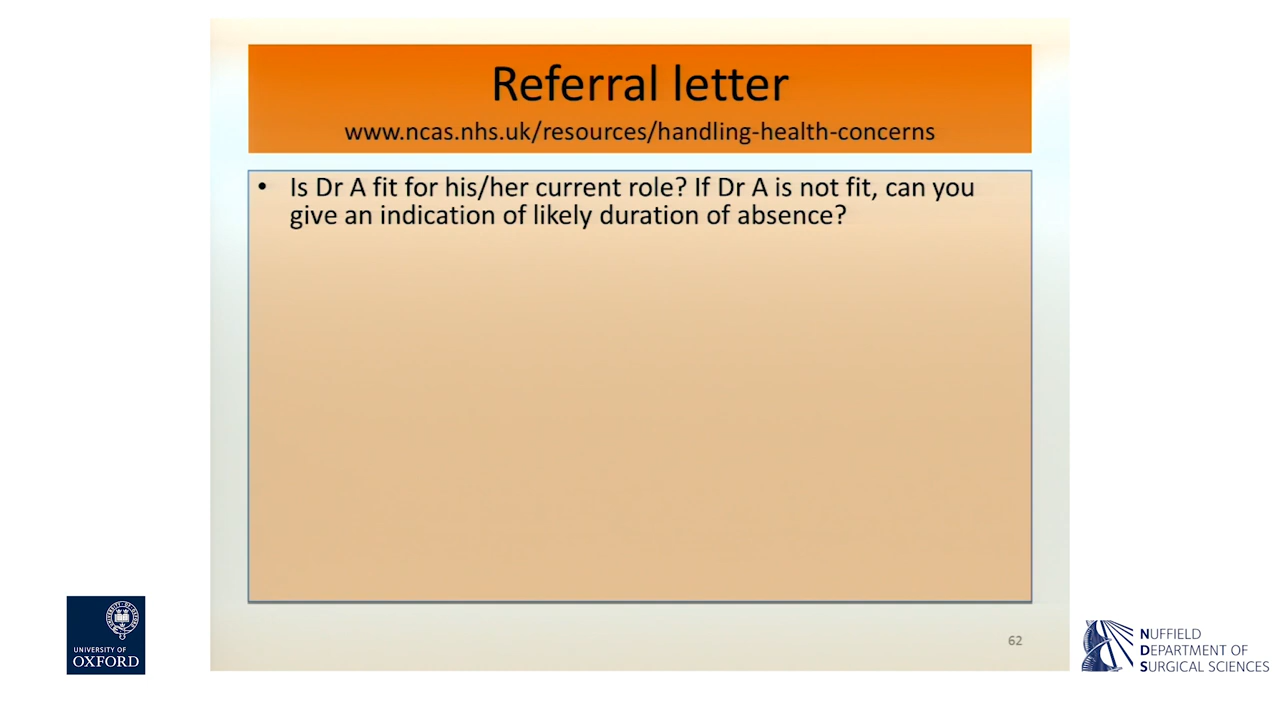 Referral letter
www.ncas.nhs.uk/resources/handling-health-concerns
• Is Dr A fit for his/her current role? If Dr A is not fit, can you
give an indication of likely duration of absence?
62
UNIVERSITY OF
OXFORD
NUFFIELD
DEPARTMENT OF
SURGICAL SCIENCES